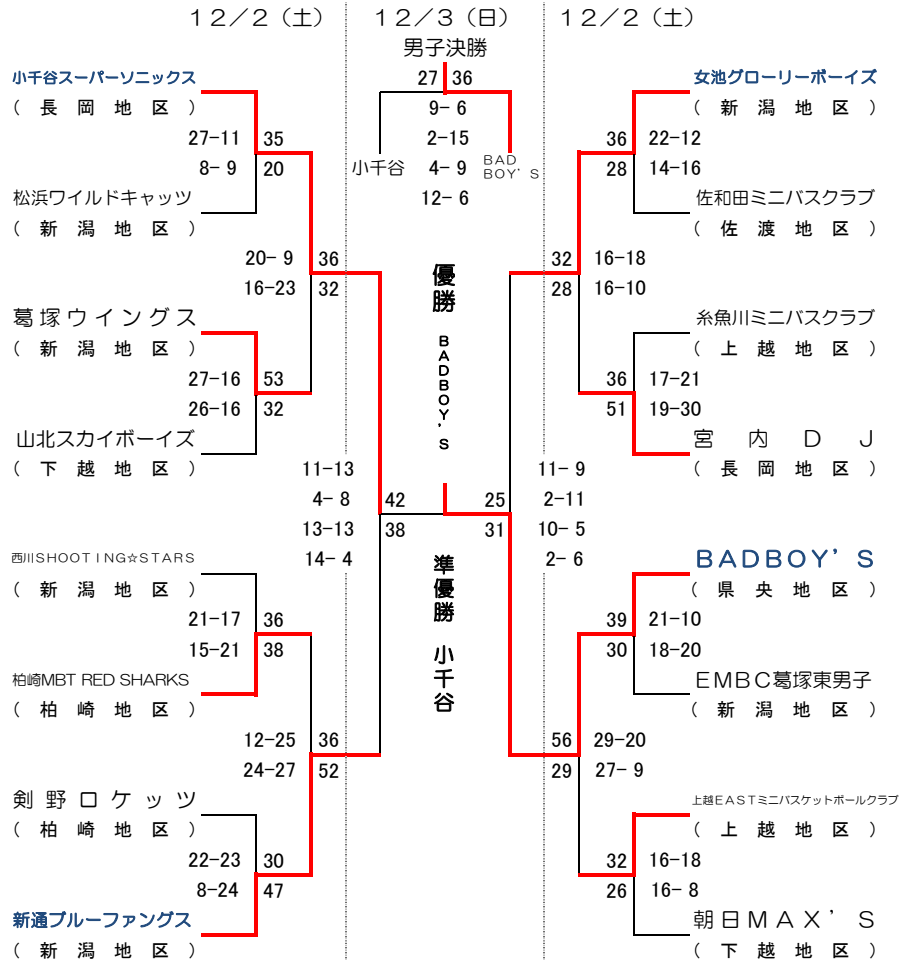 12/2（土）
12/3（日）
12/2（土）
男子決勝
27 36
9- 6
2-15
4- 9
12- 6
小千谷
BAD BOY'S
小千谷スーパーソニックス
（長岡地区）
27-11 35
8- 9 20
松浜ワイルドキャッツ
（新潟地区）
20- 9 36
16-23 32
葛塚ウイングス
（新潟地区）
27-16 53
26-16 32
山北スカイボーイズ
（下越地区）
11-13
4- 8
13-13
14- 4
42
38
西川SHOOTING☆STARS
（新潟地区）
21-17 36
15-21 38
柏崎MBT RED SHARKS
（柏崎地区）
12-25 36
24-27 52
剣野ロケッツ
（柏崎地区）
22-23 30
8-24 47
新通ブルーファングス
（新潟地区）
優勝 BADBOY'S
準優勝 小千谷
女池グローリーボーイズ
（新潟地区）
36 22-12
28 14-16
佐和田ミニバスクラブ
（佐渡地区）
32 16-18
28 16-10
糸魚川ミニバスクラブ
（上越地区）
36 17-21
51 19-30
宮内DJ
（長岡地区）
11- 9
2-11
10- 5
2- 6
25
31
BADBOY'S
（県央地区）
39 21-10
30 18-20
EMBC葛塚東男子
（新潟地区）
56 29-20
29 27- 9
上越EASTミニバスケットボールクラブ
（上越地区）
32 16-18
26 16- 8
朝日MAX'S
（下越地区）